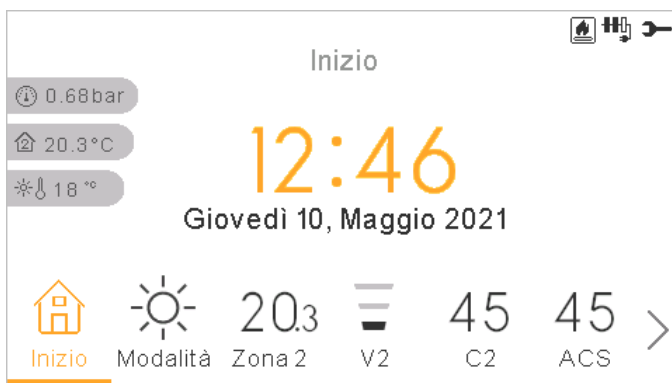 Inizio
0.68bar
2 20.3°C
18 °C
12:46
Giovedì 10, Maggio 2021
20.3 45 45
Inizio Modalità Zona 2 V2 C2 ACS